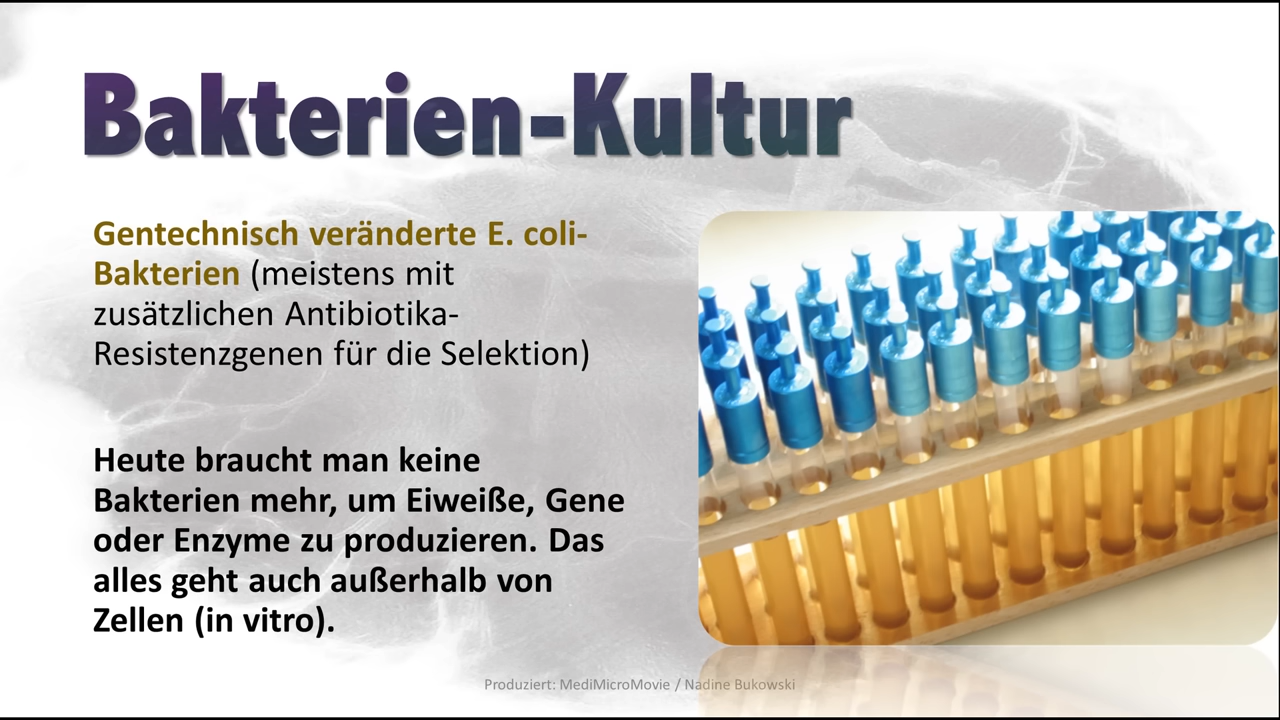 Bakterien-Kultur
Gentechnisch veränderte E. coli-
Bakterien (meistens mit
zusätzlichen Antibiotika-
Resistenzgenen für die Selektion)
Heute braucht man keine
Bakterien mehr, um Eiweiße, Gene
oder Enzyme zu produzieren. Das
alles geht auch außerhalb von
Zellen (in vitro).
Produziert: MediMicroMovie / Nadine Bukowski